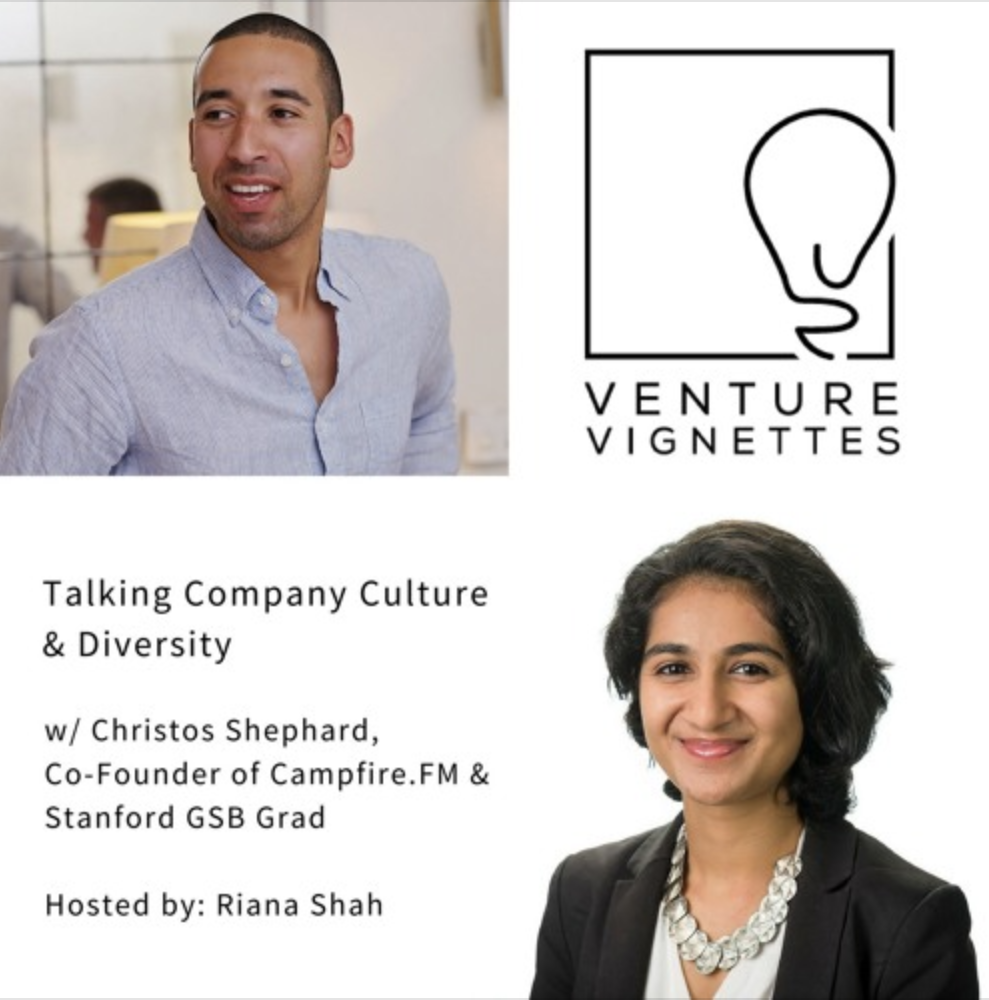 VENTURE
VIGNETTES
Talking Company Culture
& Diversity
w/ Christos Shephard,
Co-Founder of Campfire.FM &
Stanford GSB Grad
Hosted by: Riana Shah